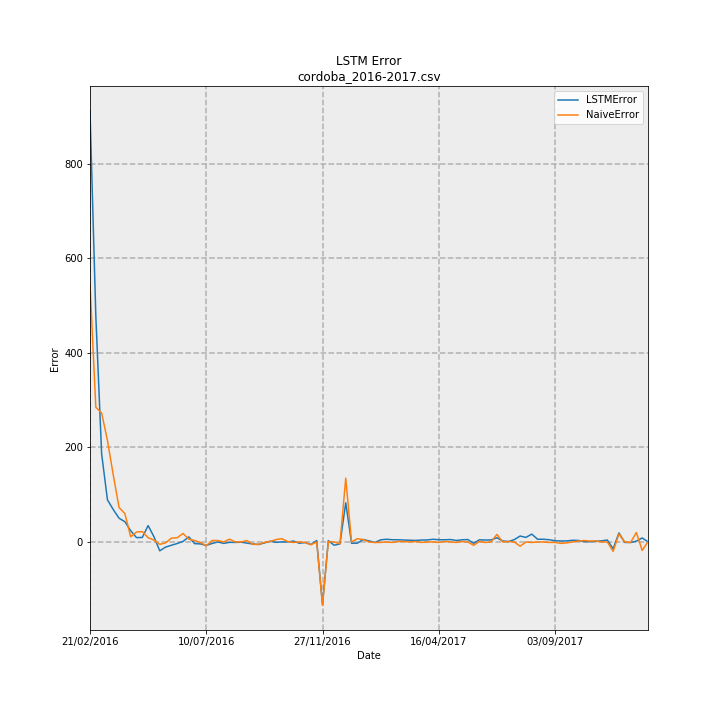 LSTM Error
cordoba_2016-2017.csv
LSTMError
NaiveError
800
600
400
200
0
Error
21/02/2016
10/07/2016
27/11/2016
16/04/2017
03/09/2017
Date